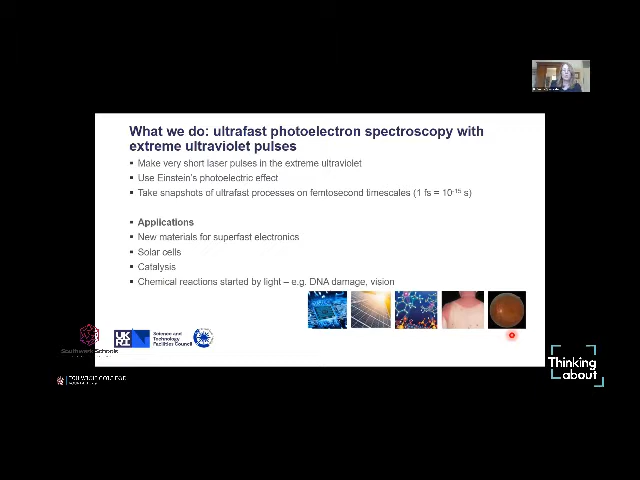 What we do: ultrafast photoelectron spectroscopy with
extreme ultraviolet pulses
▪ Make very short laser pulses in the extreme ultraviolet
▪ Use Einstein's photoelectric effect
▪ Take snapshots of ultrafast processes on femtosecond timescales (1 fs = 10⁻¹⁵ s)
▪ Applications
▪ New materials for superfast electronics
▪ Solar cells
▪ Catalysis
▪ Chemical reactions started by light – e.g. DNA damage, vision
UK
RI
Science and
Technology
Facilities Council
Schools
Thinking
about